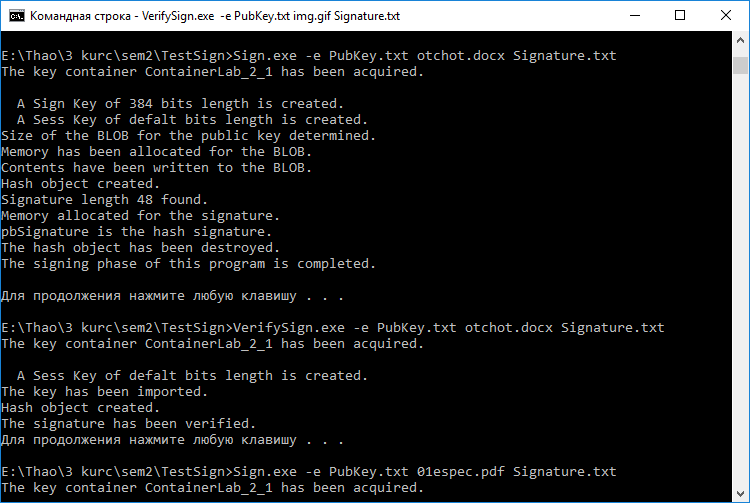 Командная строка - VerifySign.exe  -e PubKey.txt img.gif Signature.txt
E:\Thao\3 kurc\sem2\TestSign>Sign.exe -e PubKey.txt otchot.docx Signature.txt
The key container ContainerLab_2_1 has been acquired.
A Sign Key of 384 bits length is created.
A Sess Key of defalt bits length is created.
Size of the BLOB for the public key determined.
Memory has been allocated for the BLOB.
Contents have been written to the BLOB.
Hash object created.
Signature length 48 found.
Memory allocated for the signature.
pbSignature is the hash signature.
The hash object has been destroyed.
The signing phase of this program is completed.
Для продолжения нажмите любую клавишу . . .
E:\Thao\3 kurc\sem2\TestSign>VerifySign.exe -e PubKey.txt otchot.docx Signature.txt
The key container ContainerLab_2_1 has been acquired.
A Sess Key of defalt bits length is created.
The key has been imported.
Hash object created.
The signature has been verified.
Для продолжения нажмите любую клавишу . . .
E:\Thao\3 kurc\sem2\TestSign>Sign.exe -e PubKey.txt 01espec.pdf Signature.txt
The key container ContainerLab_2_1 has been acquired.